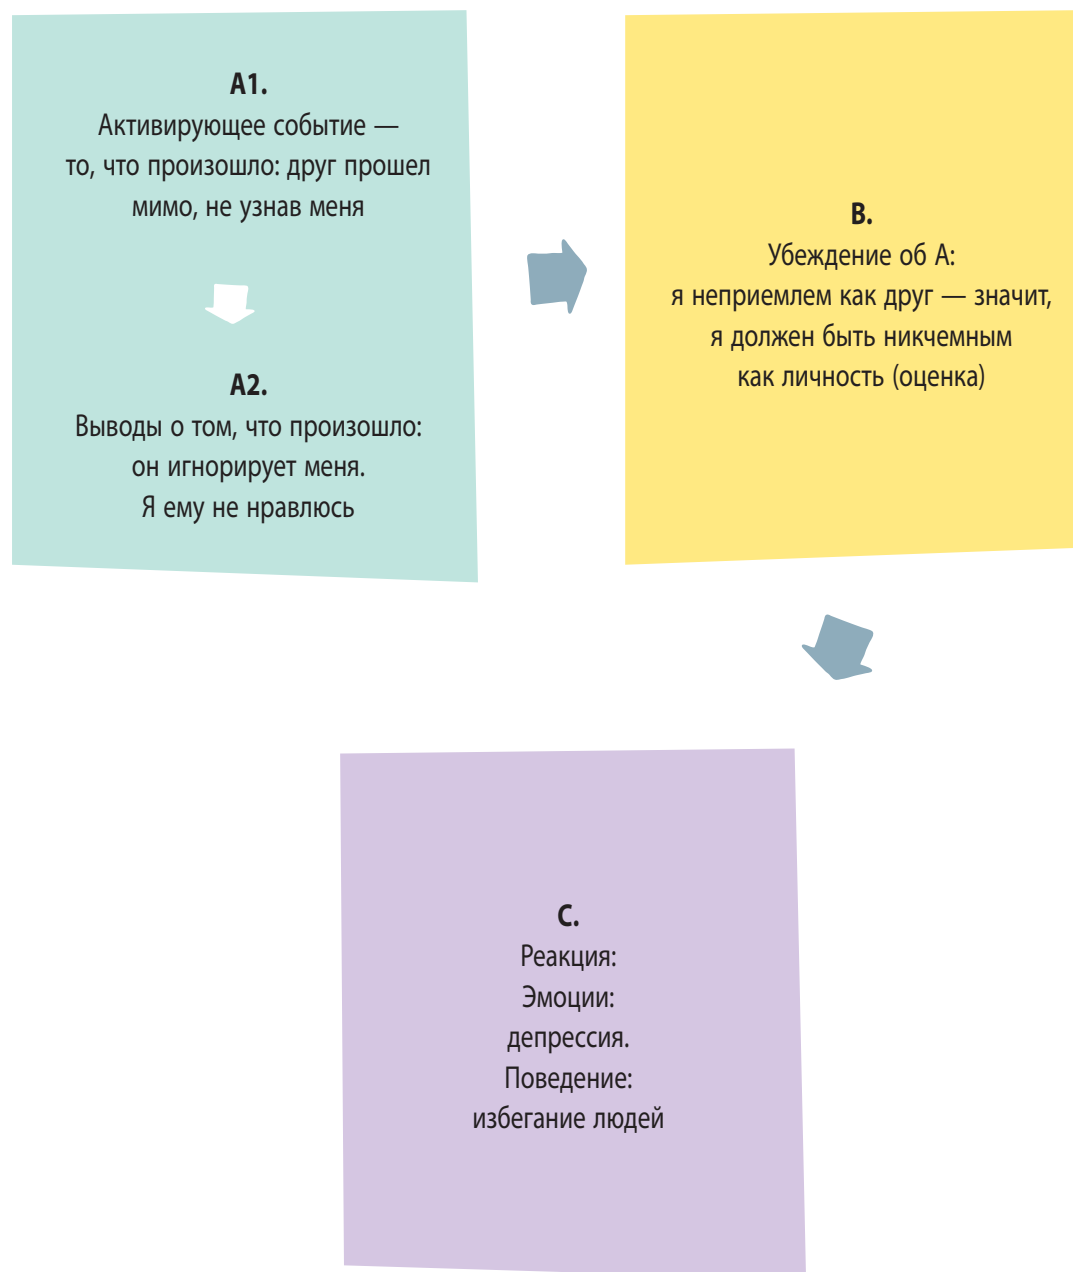 A1.
Активирующее событие —
то, что произошло: друг прошел
мимо, не узнав меня
A2.
Выводы о том, что произошло:
он игнорирует меня.
Я ему не нравлюсь
B.
Убеждение об А:
я неприемлем как друг — значит,
я должен быть никчемным
как личность (оценка)
C.
Реакция:
Эмоции:
депрессия.
Поведение:
избегание людей